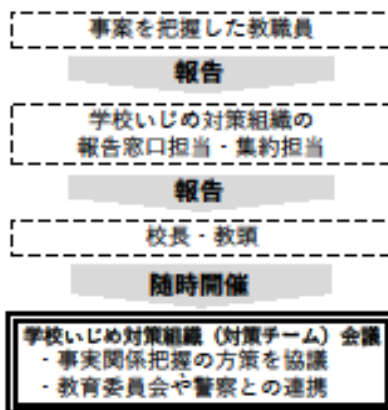 事案を把握した教職員
報告
学校いじめ対策組織の
報告窓口担当・集約担当
報告
校長・教頭
随時開催
学校いじめ対策組織（対策チーム）会議
・事実関係把握の方策を協議
・教育委員会や警察との連携